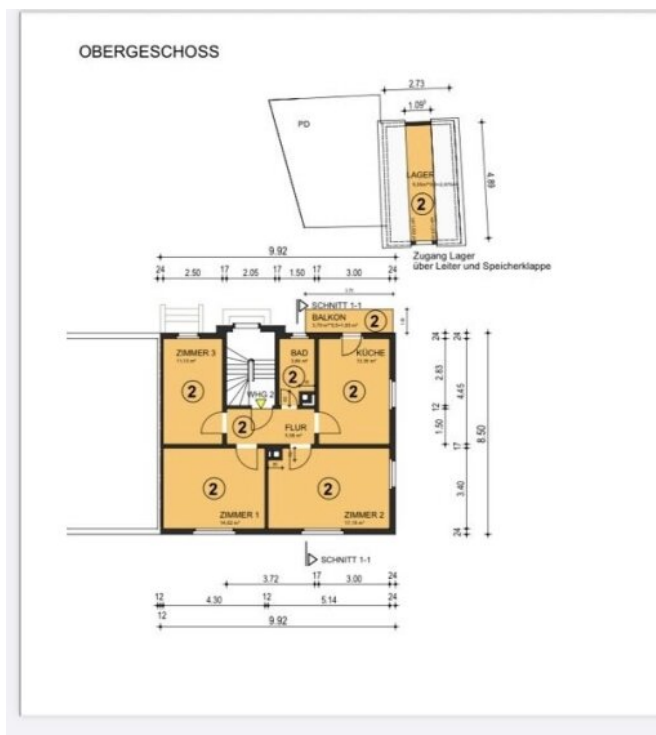 OBERGESCHOSS
2.73
1.09⁵
PD
LAGER
2
4.89
Zugang Lager
über Leiter und Speicherklappe
9.92
24 2.50 17 2.05 17 1.50 17 3.00 24
SCHNITT 1-1
BALKON
2
ZIMMER 3
BAD
KÜCHE
WHG 2
2
2
2
2
FLUR
2
2
ZIMMER 1
ZIMMER 2
24
2.83
12
1.50
24
4.65
17
3.40
24
8.50
SCHNITT 1-1
3.72 17 3.00 24
12 4.30 12 5.14 24
12
9.92